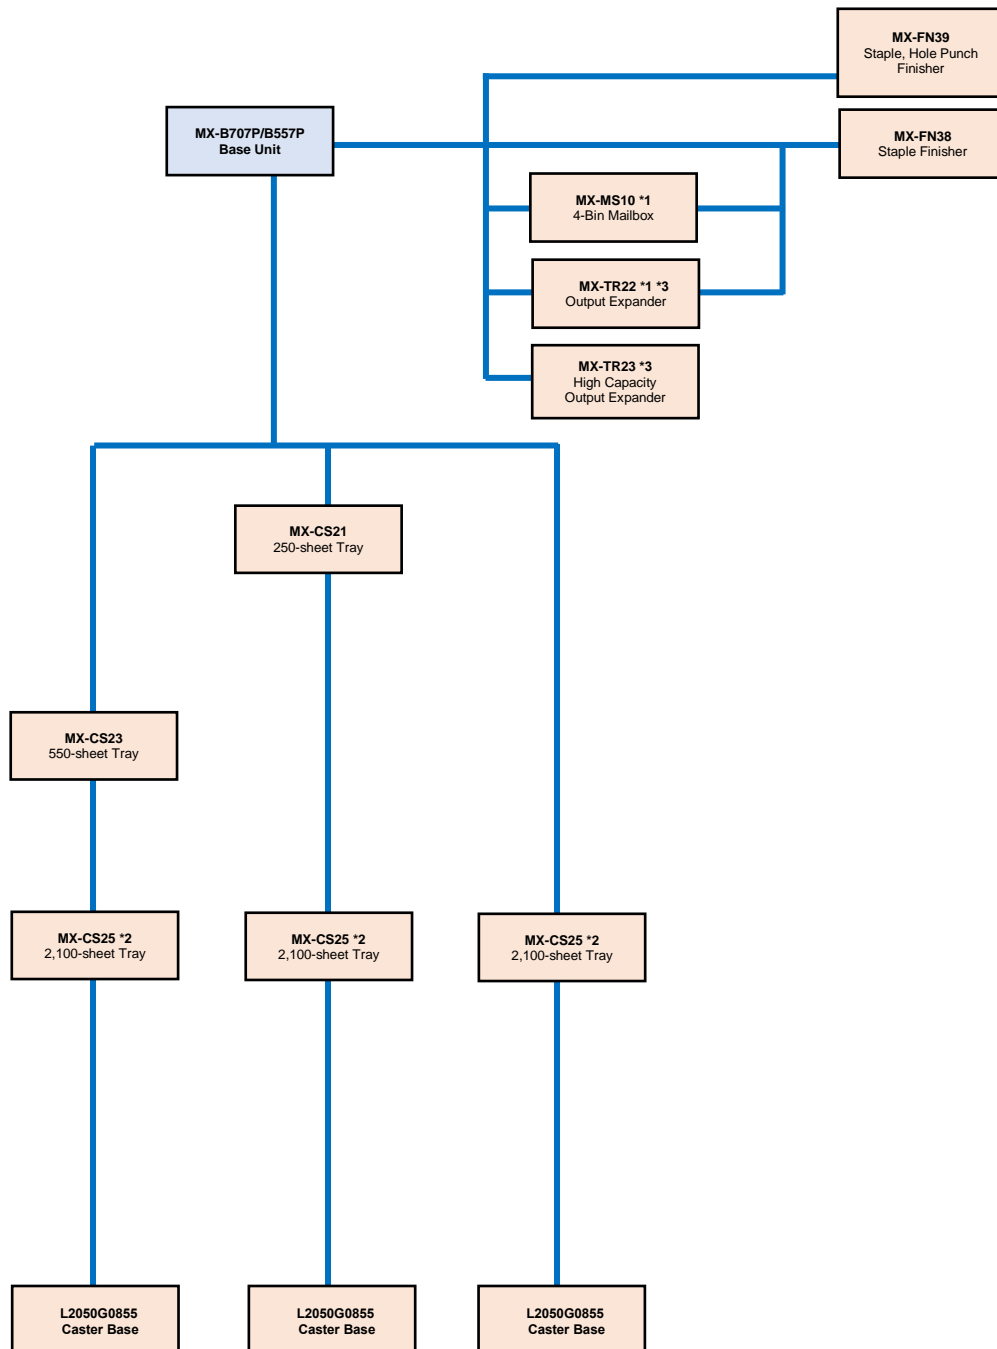 MX-FN39
Staple, Hole Punch
Finisher
MX-B707P/B557P
Base Unit
MX-FN38
Staple Finisher
MX-MS10 *1
4-Bin Mailbox
MX-TR22 *1 *3
Output Expander
MX-TR23 *3
High Capacity
Output Expander
MX-CS21
250-sheet Tray
MX-CS23
550-sheet Tray
MX-CS25 *2
2,100-sheet Tray
MX-CS25 *2
2,100-sheet Tray
MX-CS25 *2
2,100-sheet Tray
L2050G0855
Caster Base
L2050G0855
Caster Base
L2050G0855
Caster Base